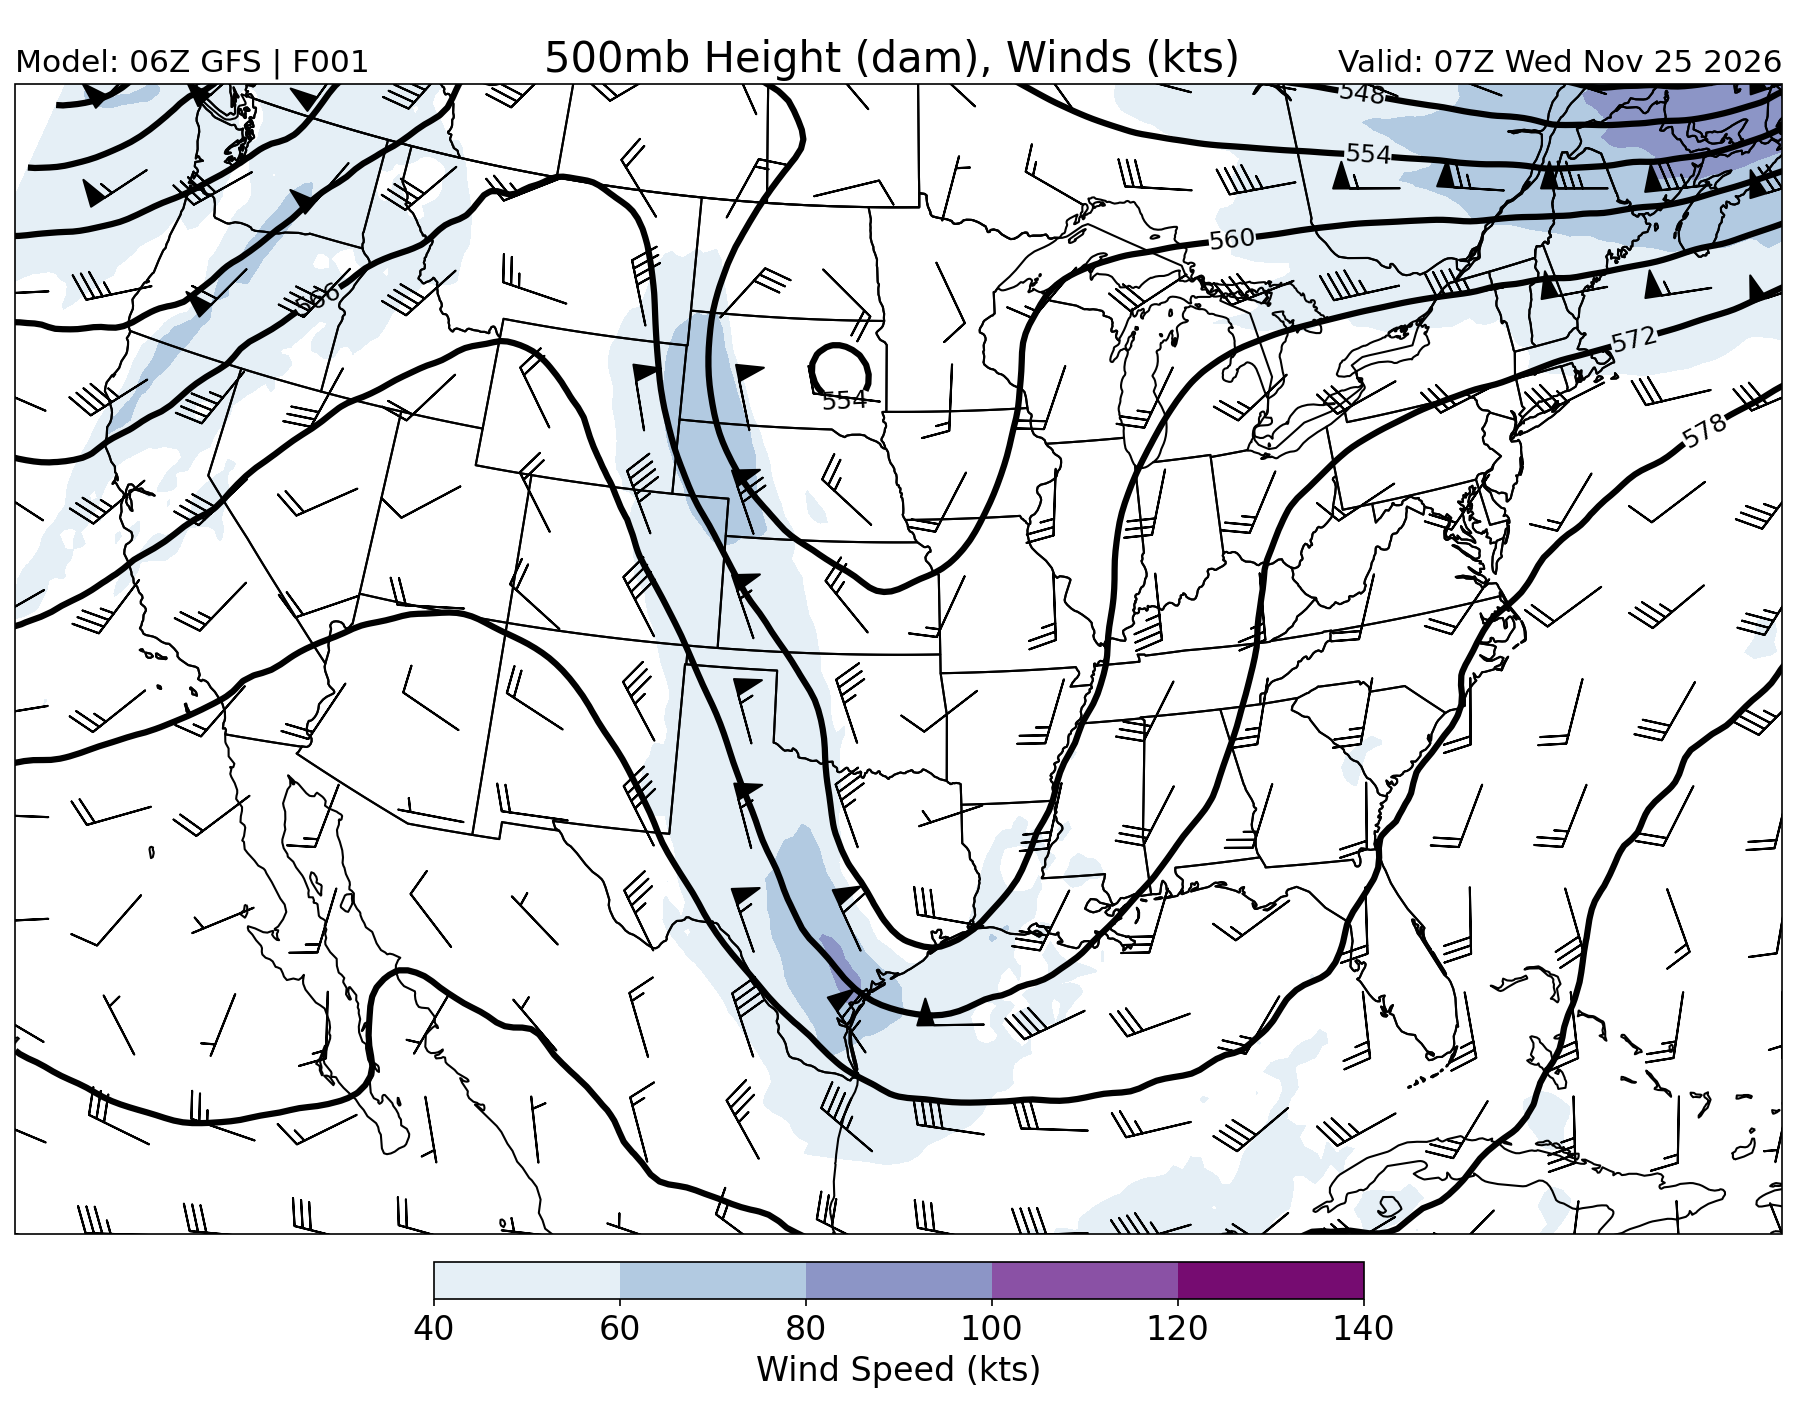 Model: 06Z GFS | F001
500mb Height (dam), Winds (kts)
Valid: 07Z Wed Nov 25 2026
548
554
560
566
572
554
578
40 60 80 100 120 140
Wind Speed (kts)